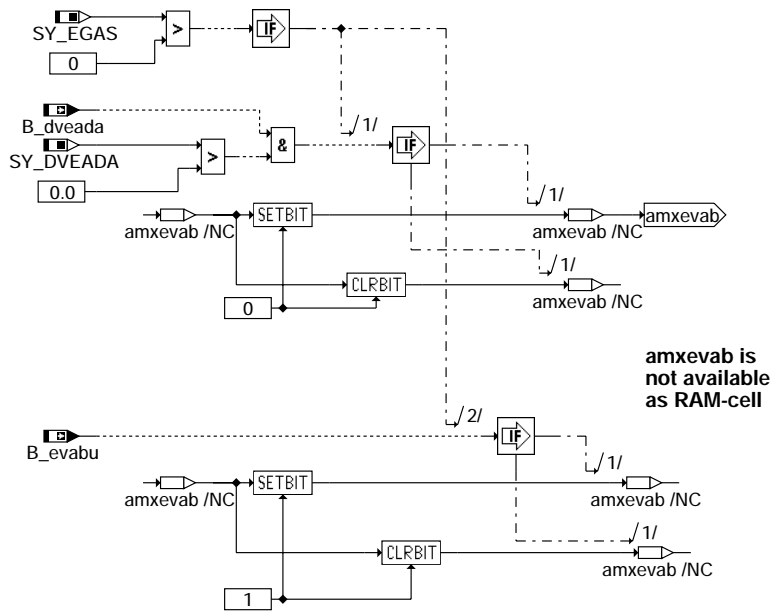 SY_EGAS
>
IF
0
B_dveada
/1/
SY_DVEADA
>
&
IF
0.0
/1/
amxevab /NC
SETBIT
amxevab /NC
amxevab
/1/
CLRBIT
amxevab /NC
0
amxevab is
not available
as RAM-cell
/2/
IF
B_evabu
/1/
amxevab /NC
SETBIT
amxevab /NC
/1/
CLRBIT
amxevab /NC
1